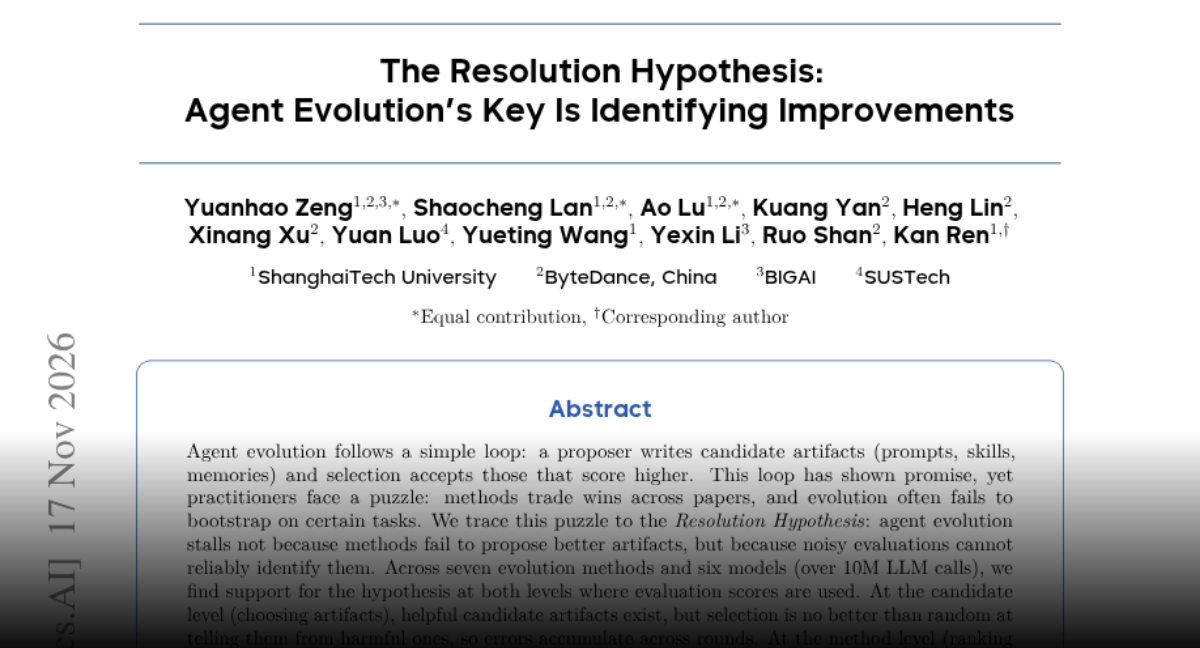 The Resolution Hypothesis:
Agent Evolution's Key Is Identifying Improvements
Yuanhao Zeng1,2,3,*, Shaocheng Lan1,2,*, Ao Lu1,2,*, Kuang Yan2, Heng Lin2,
Xinang Xu2, Yuan Luo4, Yueting Wang1, Yexin Li3, Ruo Shan2, Kan Ren1,†
1ShanghaiTech University 2ByteDance, China 3BIGAI 4SUSTech
*Equal contribution, †Corresponding author
Abstract
Agent evolution follows a simple loop: a proposer writes candidate artifacts (prompts, skills,
memories) and selection accepts those that score higher. This loop has shown promise, yet
practitioners face a puzzle: methods trade wins across papers, and evolution often fails to
bootstrap on certain tasks. We trace this puzzle to the Resolution Hypothesis: agent evolution
stalls not because methods fail to propose better artifacts, but because noisy evaluations cannot
reliably identify them. Across seven evolution methods and six models (over 10M LLM calls), we
find support for the hypothesis at both levels where evaluation scores are used. At the candidate
level (choosing artifacts), helpful candidate artifacts exist, but selection is no better than random at
telling them from harmful ones, so errors accumulate across rounds. At the method level (ranking
cs.AI] 17 Nov 2026